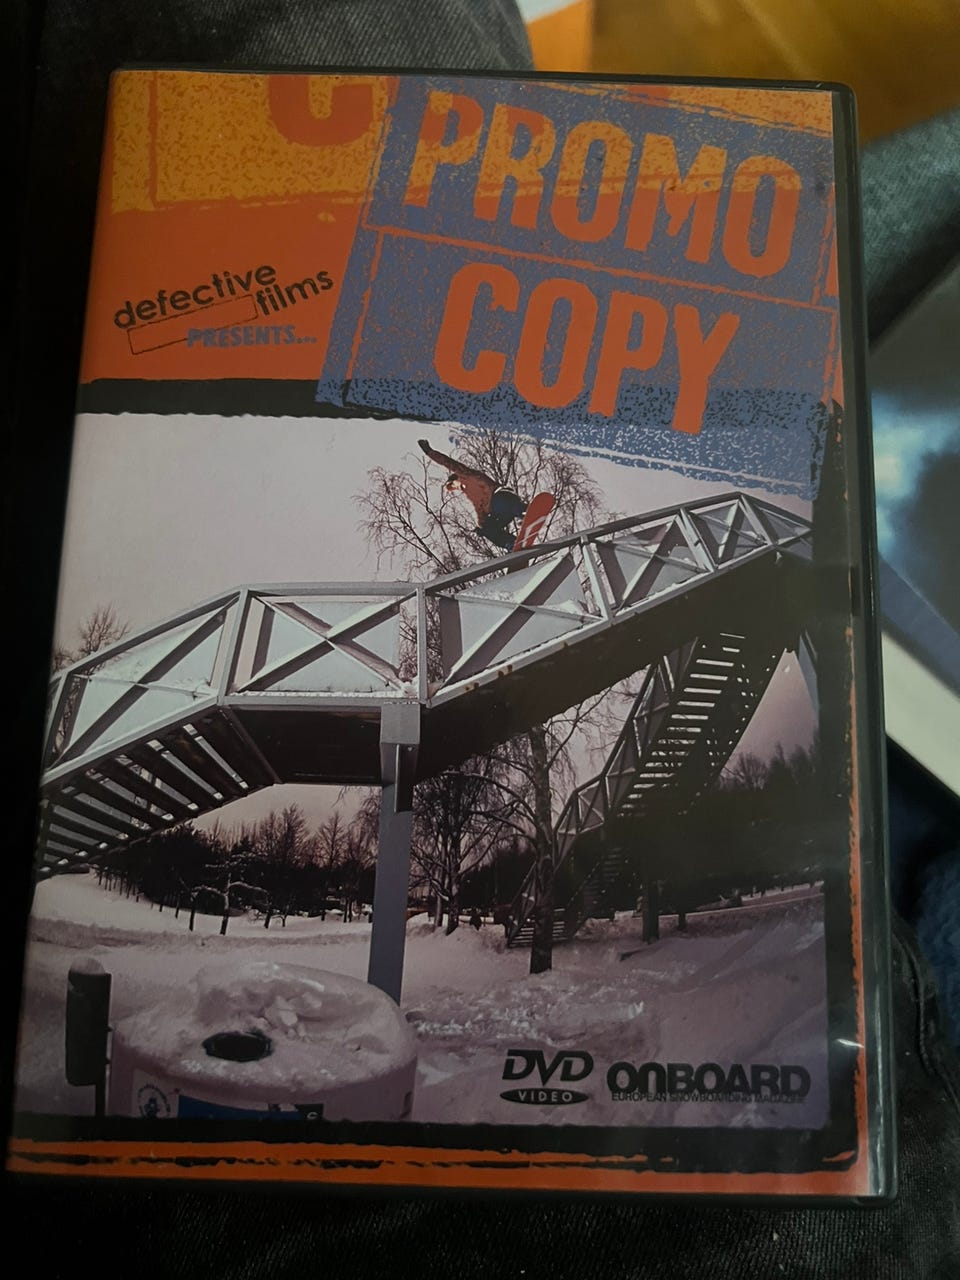 PROMO
COPY
defective
films
PRESENTS...
DVD
VIDEO
ONBOARD
EUROPEAN SNOWBOARDING MAGAZINE